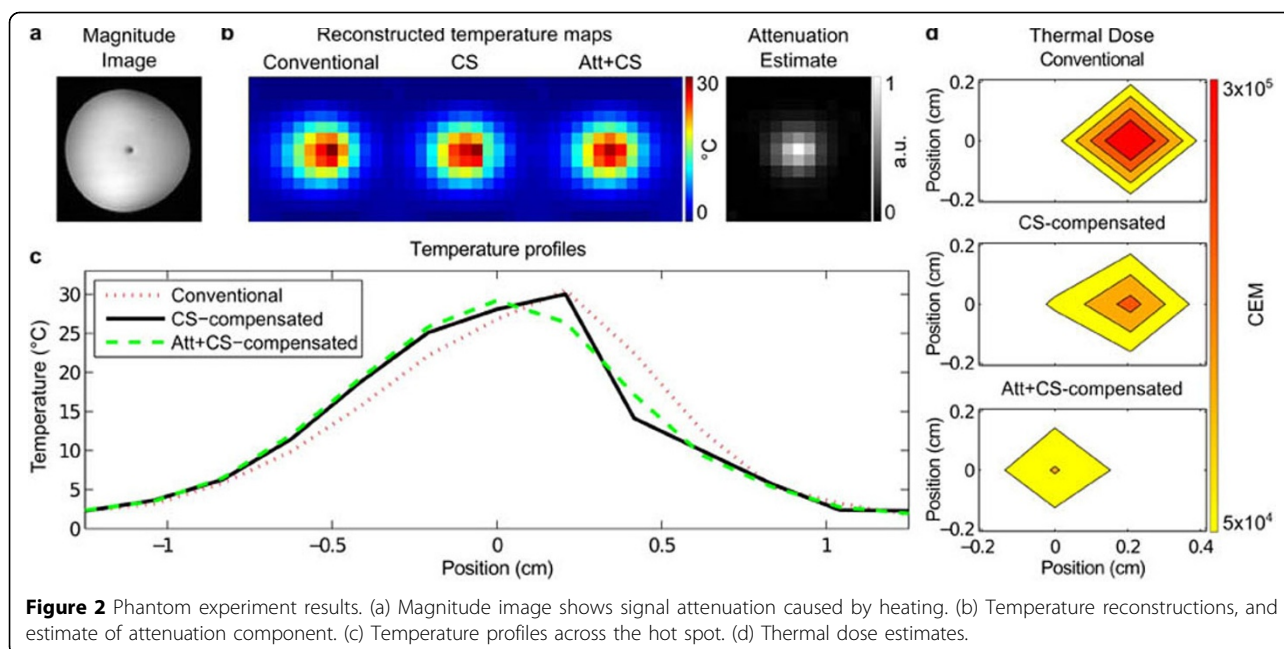 a
Magnitude
Image
b
Reconstructed temperature maps
Conventional
CS
Att+CS
30
°C
0
Attenuation
Estimate
1
a.u.
0
c
Temperature profiles
Conventional
CS−compensated
Att+CS−compensated
Temperature (°C)
30
25
20
15
10
5
0
−1
−0.5
0
0.5
1
Position (cm)
d
Thermal Dose
Conventional
Position (cm)
0.2
0
−0.2
CS-compensated
Position (cm)
0.2
0
−0.2
Att+CS-compensated
Position (cm)
0.2
0
−0.2
−0.2
0
0.2
0.4
Position (cm)
3x10⁵
CEM
5x10⁴
Figure 2 Phantom experiment results. (a) Magnitude image shows signal attenuation caused by heating. (b) Temperature reconstructions, and
estimate of attenuation component. (c) Temperature profiles across the hot spot. (d) Thermal dose estimates.